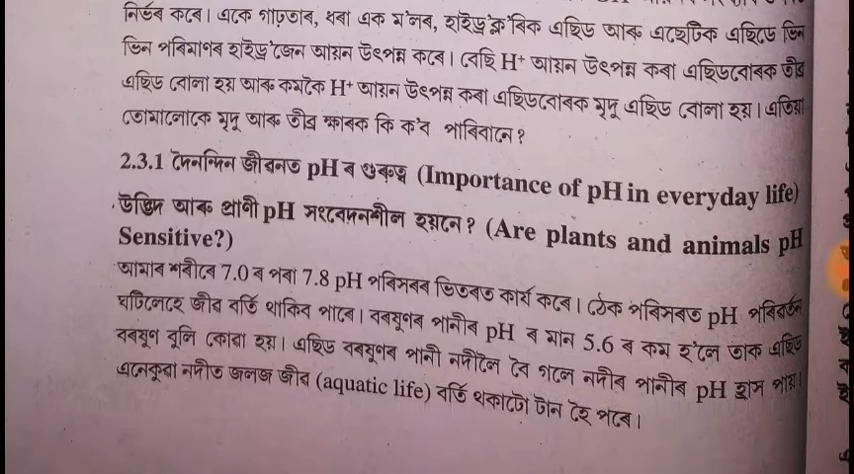 নিৰ্ভৰ কৰে। একে গাঢ়তাৰ, ধৰা এক ম'লৰ, হাইড্ৰ'ক্ল'ৰিক এছিড আৰু এছেটিক এছিডে ভিন
ভিন পৰিমাণৰ হাইড্ৰ'জেন আয়ন উৎপন্ন কৰে। বেছি H⁺ আয়ন উৎপন্ন কৰা এছিডবোৰক তীব্ৰ
এছিড বোলা হয় আৰু কমকৈ H⁺ আয়ন উৎপন্ন কৰা এছিডবোৰক মৃদু এছিড বোলা হয়। এতিয়া
তোমালোকে মৃদু আৰু তীব্ৰ ক্ষাৰক কি ক'ব পাৰিবানে?
2.3.1 দৈনন্দিন জীৱনত pH ৰ গুৰুত্ব (Importance of pH in everyday life)
উদ্ভিদ আৰু প্ৰাণী pH সংবেদনশীল হয়নে? (Are plants and animals pH
Sensitive?)
আমাৰ শৰীৰে 7.0 ৰ পৰা 7.8 pH পৰিসৰৰ ভিতৰত কাৰ্য কৰে। ঠেক পৰিসৰত pH পৰিৱৰ্তন
ঘটিলেহে জীৱ বৰ্তি থাকিব পাৰে। বৰষুণৰ পানীৰ pH ৰ মান 5.6 ৰ কম হ'লে তাক এছিড
বৰষুণ বুলি কোৱা হয়। এছিড বৰষুণৰ পানী নদীলৈ বৈ গলে নদীৰ পানীৰ pH হ্ৰাস পায়।
এনেকুৱা নদীত জলজ জীৱ (aquatic life) বৰ্তি থকাটো টান হৈ পৰে।